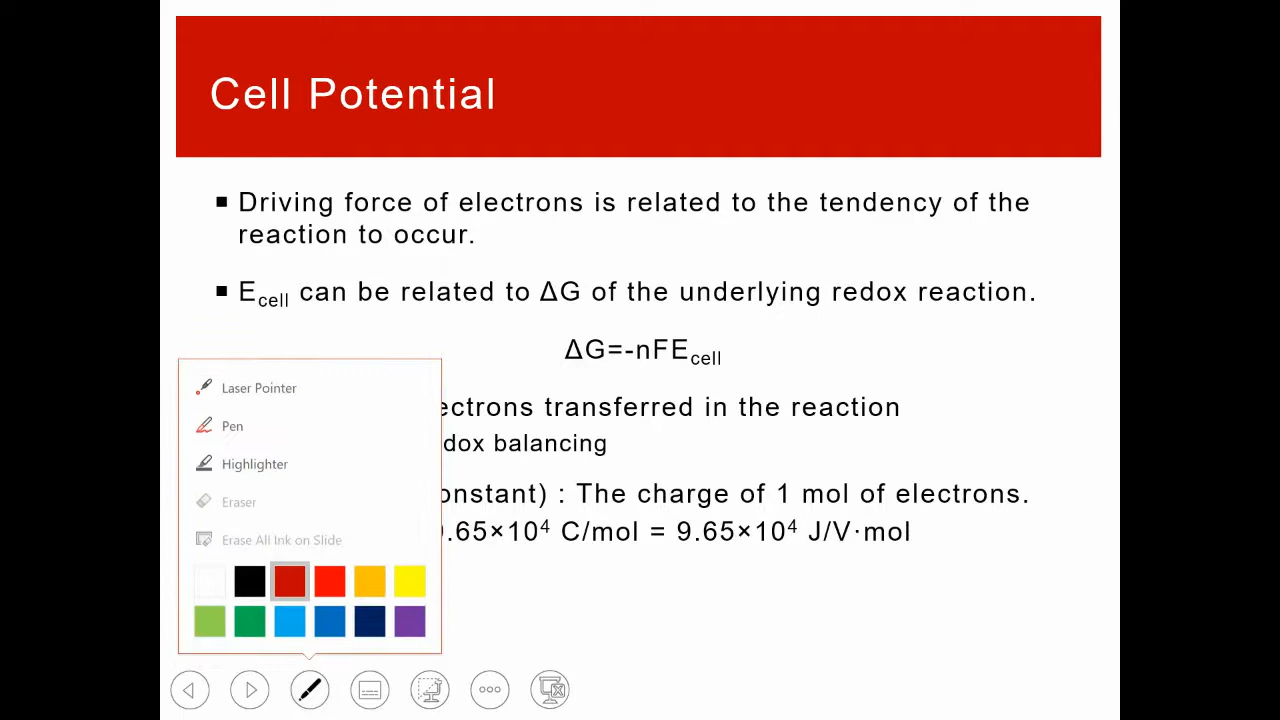 Cell Potential
▪ Driving force of electrons is related to the tendency of the
reaction to occur.
▪ Ecell can be related to ΔG of the underlying redox reaction.
ΔG=-nFEcell
Laser Pointer
Pen
Highlighter
Eraser
Erase All Ink on Slide
ectrons transferred in the reaction
dox balancing
onstant) : The charge of 1 mol of electrons.
9.65×10⁴ C/mol = 9.65×10⁴ J/V·mol